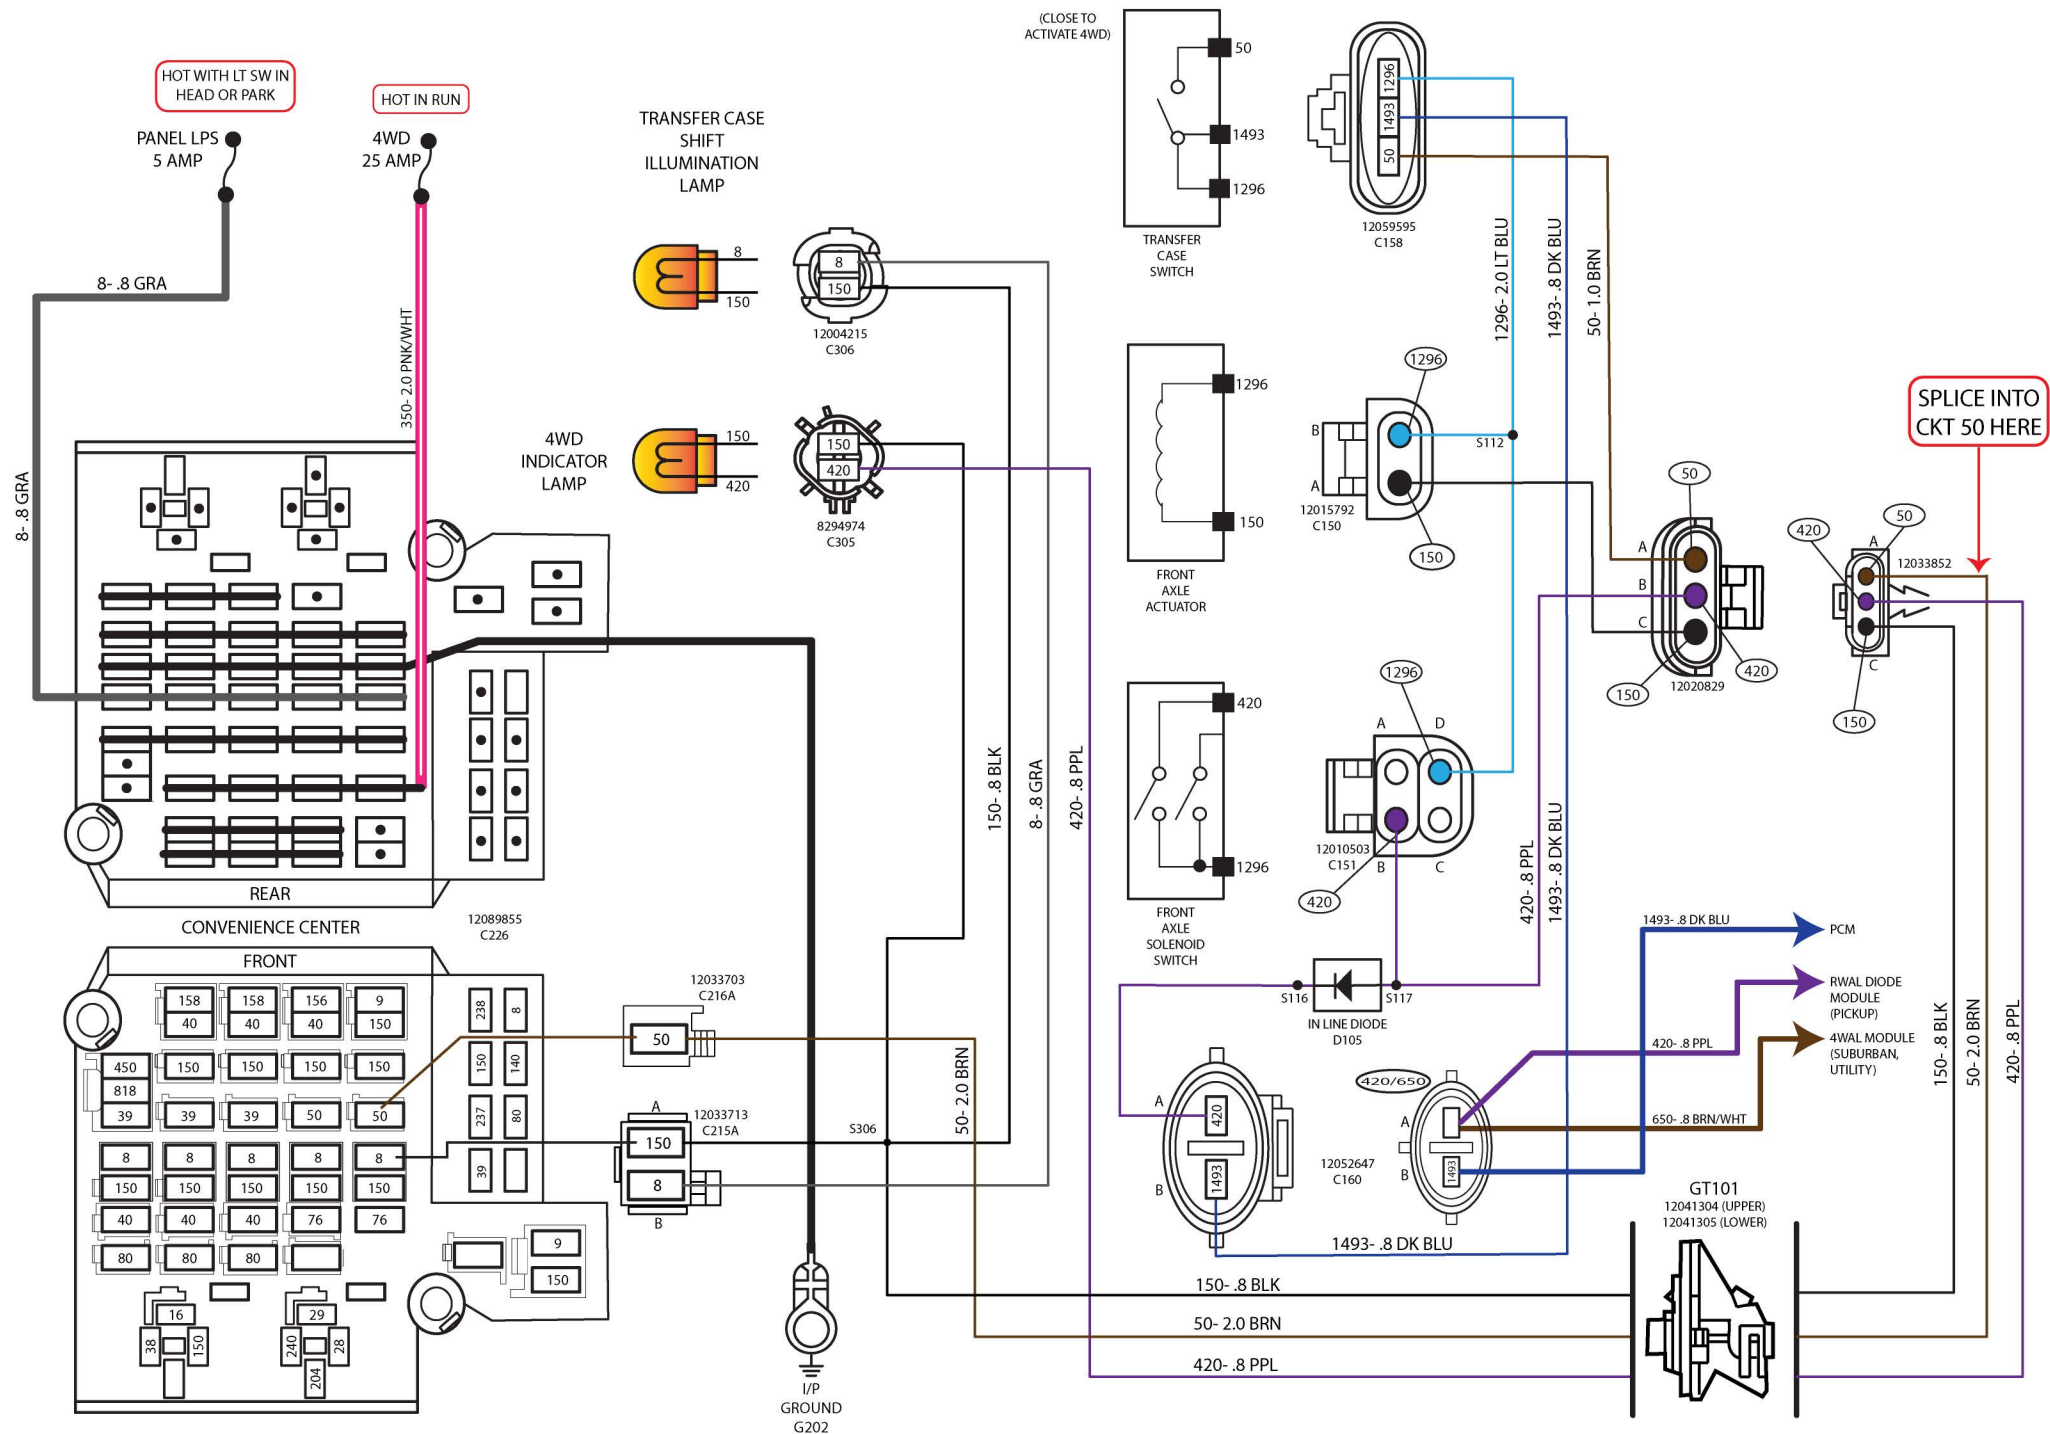 HOT WITH LT SW IN
HEAD OR PARK
HOT IN RUN
PANEL LPS
5 AMP
4WD
25 AMP
8- .8 GRA
8- .8 GRA
350- 2.0 PNK/WHT
TRANSFER CASE
SHIFT
ILLUMINATION
LAMP
8
150
8
150
12004215
C306
4WD
INDICATOR
LAMP
150
420
150
420
8294974
C305
(CLOSE TO
ACTIVATE 4WD)
50
1493
1296
TRANSFER
CASE
SWITCH
1296
1493
50
12059595
C158
1296- 2.0 LT BLU
1493- .8 DK BLU
50- 1.0 BRN
1296
150
FRONT
AXLE
ACTUATOR
1296
B
A
12015792
C150
150
S112
420
1296
FRONT
AXLE
SOLENOID
SWITCH
1296
A
D
B
C
12010503
C151
420
420- .8 PPL
1493- .8 DK BLU
50
A
B
C
150
420
12020829
SPLICE INTO
CKT 50 HERE
420
50
A
12033852
C
150
REAR
CONVENIENCE CENTER
12089855
C226
FRONT
158
40
158
40
156
40
9
150
450
818
39
150
150
150
150
39
39
50
50
8
8
8
8
8
150
150
150
150
150
40
40
40
76
76
80
80
80
238
8
150
140
237
80
39
9
150
16
38
150
29
240
28
204
12033703
C216A
50
12033713
C215A
A
150
8
B
S306
50- 2.0 BRN
150- .8 BLK
8- .8 GRA
420- .8 PPL
I/P
GROUND
G202
S116
S117
IN LINE DIODE
D105
A
420
1493
B
12052647
C160
420/650
A
B
1493
1493- .8 DK BLU
1493- .8 DK BLU
PCM
RWAL DIODE
MODULE
(PICKUP)
420- .8 PPL
4WAL MODULE
(SUBURBAN,
UTILITY)
650- .8 BRN/WHT
150- .8 BLK
50- 2.0 BRN
420- .8 PPL
GT101
12041304 (UPPER)
12041305 (LOWER)
150- .8 BLK
50- 2.0 BRN
420- .8 PPL